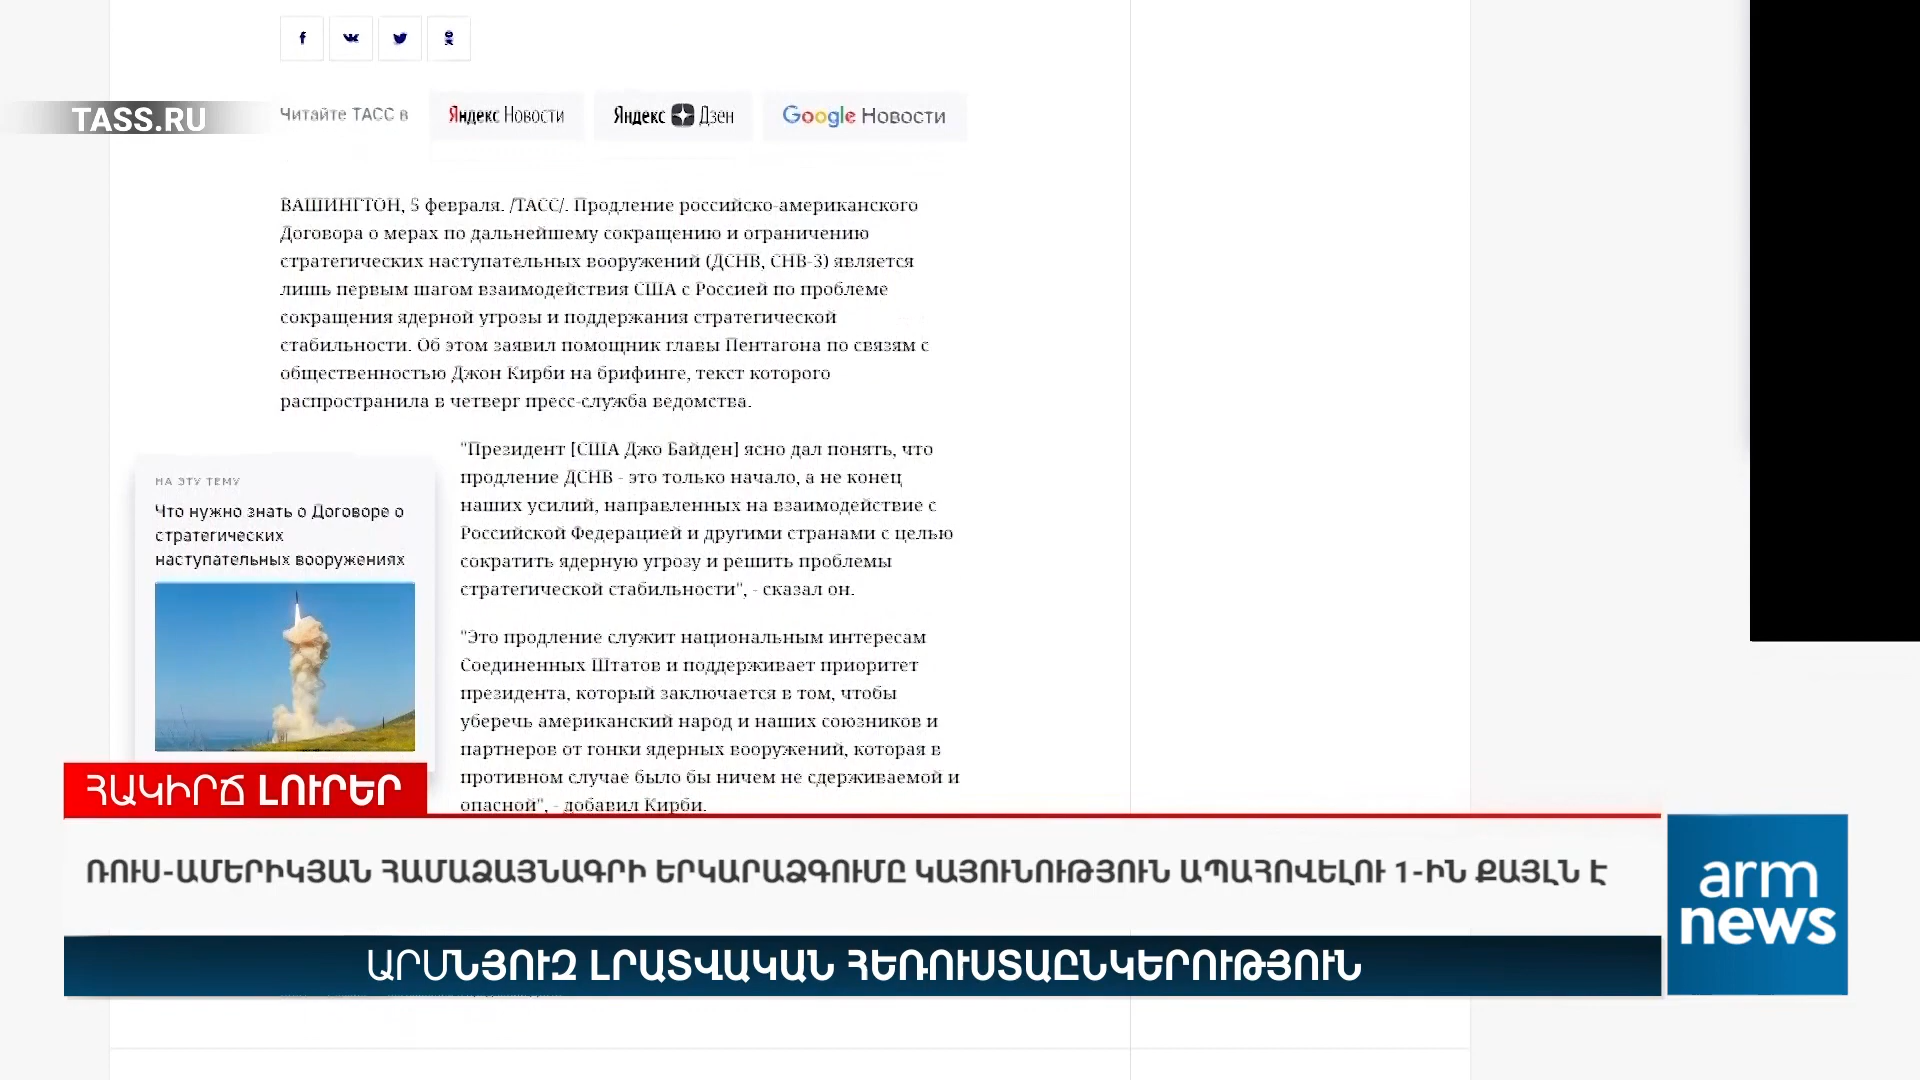 TASS.RU
Читайте ТАСС в
Яндекс Новости
Яндекс Дзен
Google Новости
ВАШИНГТОН, 5 февраля. /ТАСС/. Продление российско-американского
Договора о мерах по дальнейшему сокращению и ограничению
стратегических наступательных вооружений (ДСНВ, СНВ-3) является
лишь первым шагом взаимодействия США с Россией по проблеме
сокращения ядерной угрозы и поддержания стратегической
стабильности. Об этом заявил помощник главы Пентагона по связям с
общественностью Джон Кирби на брифинге, текст которого
распространила в четверг пресс-служба ведомства.
НА ЭТУ ТЕМУ
Что нужно знать о Договоре о
стратегических
наступательных вооружениях
"Президент [США Джо Байден] ясно дал понять, что
продление ДСНВ - это только начало, а не конец
наших усилий, направленных на взаимодействие с
Российской Федерацией и другими странами с целью
сократить ядерную угрозу и решить проблемы
стратегической стабильности", - сказал он.
"Это продление служит национальным интересам
Соединенных Штатов и поддерживает приоритет
президента, который заключается в том, чтобы
уберечь американский народ и наших союзников и
партнеров от гонки ядерных вооружений, которая в
противном случае было бы ничем не сдерживаемой и
опасной", - добавил Кирби.
ՀԱԿԻՐՃ ԼՈՒՐԵՐ
ՌՈՒՍ-ԱՄԵՐԻԿՅԱՆ ՀԱՄԱՁԱՅՆԱԳՐԻ ԵՐԿԱՐԱՁԳՈՒՄԸ ԿԱՅՈՒՆՈՒԹՅՈՒՆ ԱՊԱՀՈՎԵԼՈՒ 1-ԻՆ ՔԱՅԼՆ Է
ԱՐՄՆՅՈՒԶ ԼՐԱՏՎԱԿԱՆ ՀԵՌՈՒՍՏԱԸՆԿԵՐՈՒԹՅՈՒՆ
arm
news